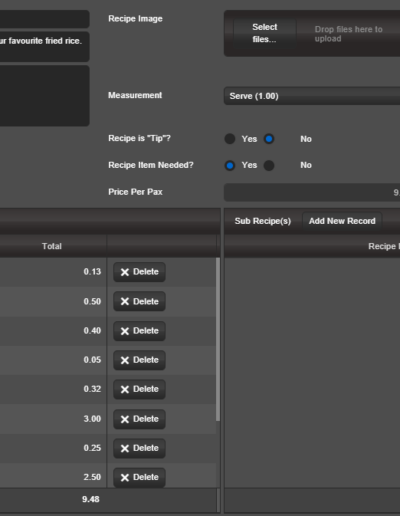 Recipe Image
Select files...
Drop files here to upload
ur favourite fried rice.
Measurement
Serve (1.00)
Recipe is "Tip"?
Yes
No
Recipe Item Needed?
Yes
No
Price Per Pax
9.
Sub Recipe(s)
Add New Record
Total
Recipe
0.13
Delete
0.50
Delete
0.40
Delete
0.05
Delete
0.32
Delete
3.00
Delete
0.25
Delete
2.50
Delete
9.48